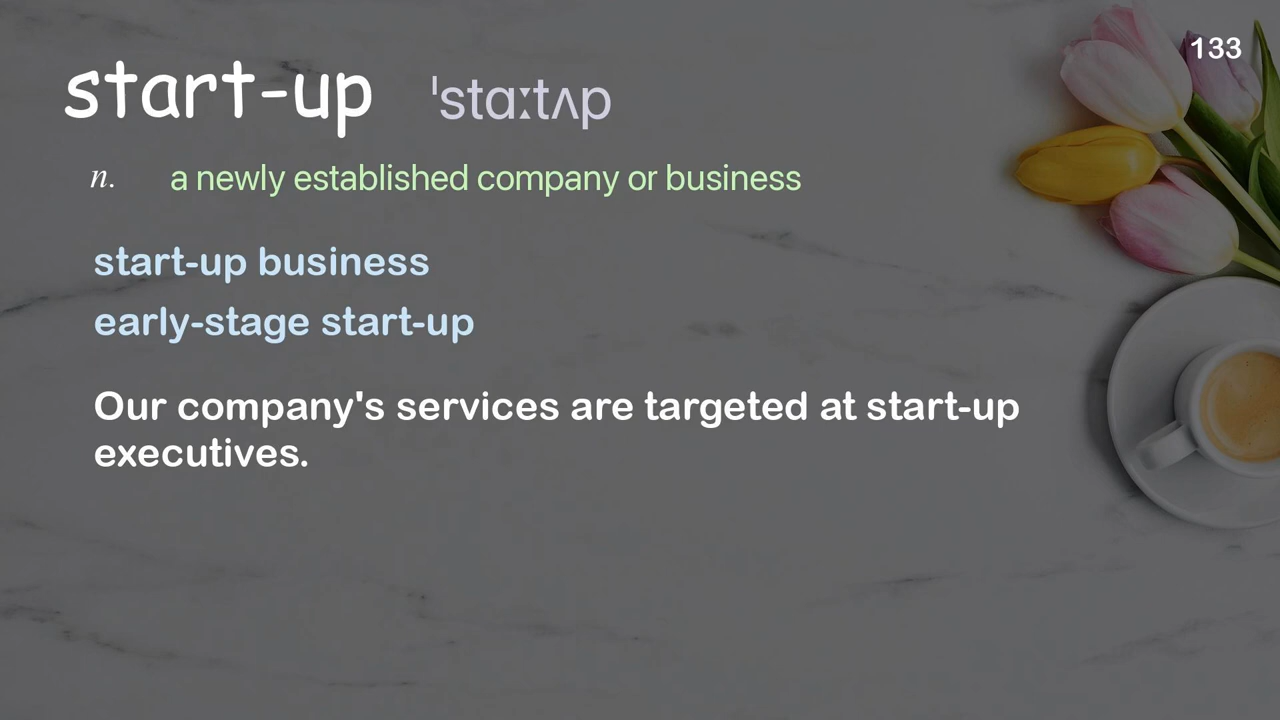 133
start-up ˈstɑːtʌp
n. a newly established company or business
start-up business
early-stage start-up
Our company's services are targeted at start-up
executives.